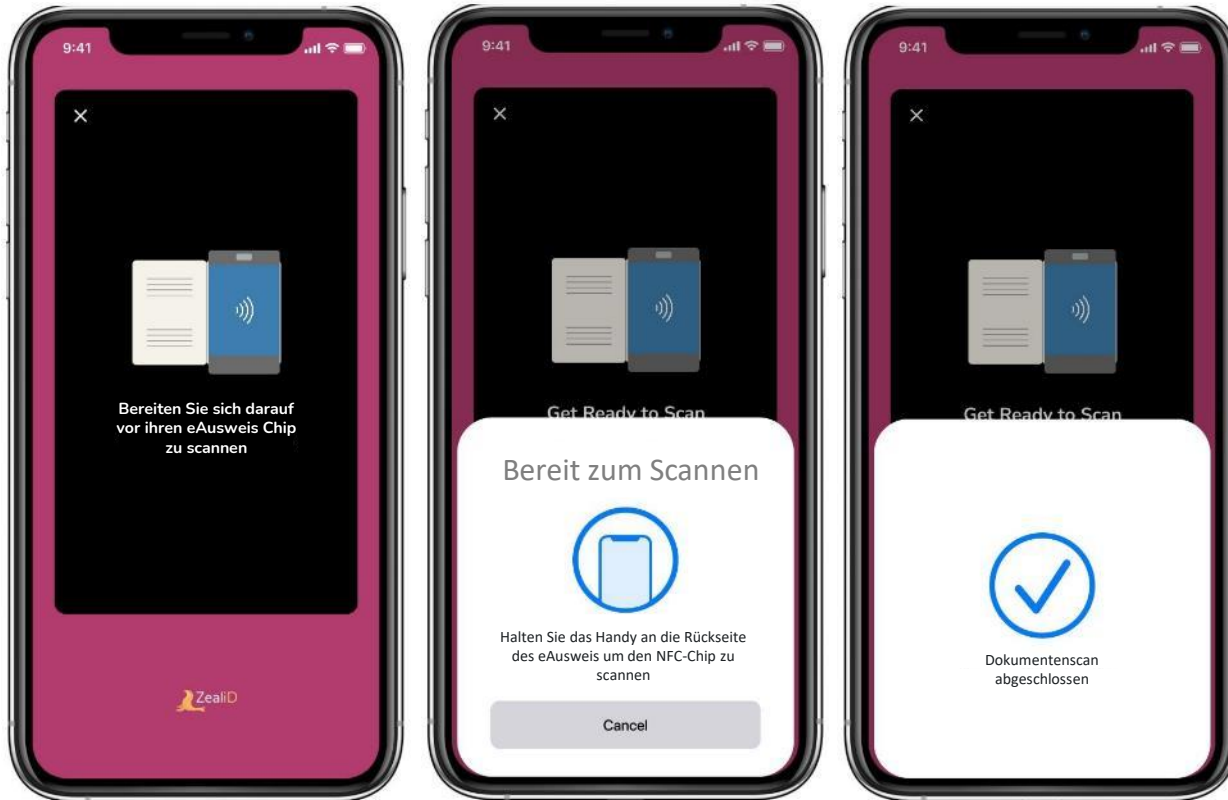 9:41
Bereiten Sie sich darauf
vor ihren eAusweis Chip
zu scannen
ZealiD
9:41
Get Ready to Scan
Bereit zum Scannen
Halten Sie das Handy an die Rückseite
des eAusweis um den NFC-Chip zu
scannen
Cancel
9:41
Get Ready to Scan
Dokumentenscan
abgeschlossen